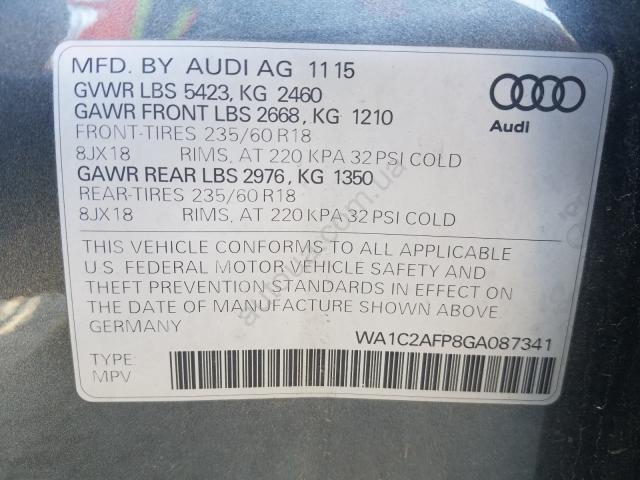 MFD. BY AUDI AG 11 15
GVWR LBS 5423, KG 2460
GAWR FRONT LBS 2668, KG 1210
FRONT-TIRES 235/60 R18
8JX18 RIMS, AT 220 KPA 32 PSI COLD
GAWR REAR LBS 2976, KG 1350
REAR-TIRES 235/60 R18
8JX18 RIMS, AT 220 KPA 32 PSI COLD
Audi
THIS VEHICLE CONFORMS TO ALL APPLICABLE
U.S. FEDERAL MOTOR VEHICLE SAFETY AND
THEFT PREVENTION STANDARDS IN EFFECT ON
THE DATE OF MANUFACTURE SHOWN ABOVE.
GERMANY
WA1C2AFP8GA087341
TYPE:
MPV